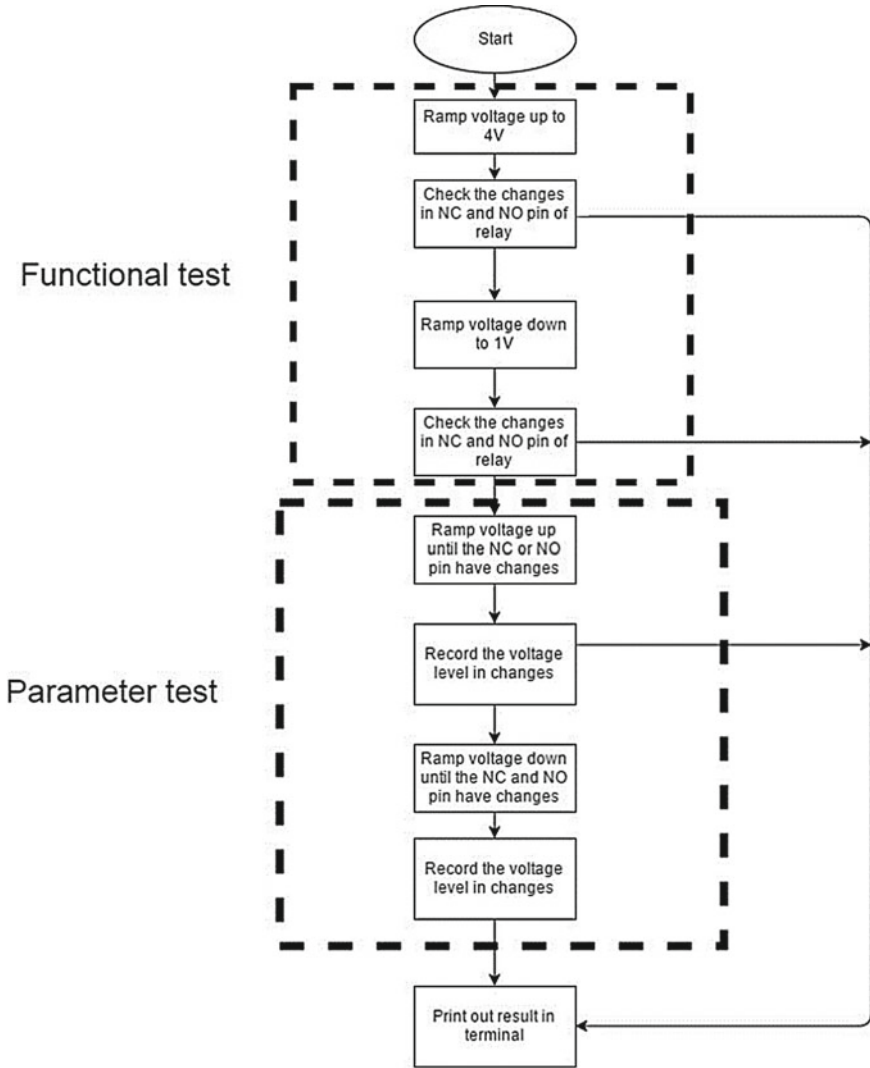 Start
Ramp voltage up to
4V
Check the changes
in NC and NO pin of
relay
Functional test
Ramp voltage down
to 1V
Check the changes
in NC and NO pin of
relay
Ramp voltage up
until the NC or NO
pin have changes
Record the voltage
level in changes
Parameter test
Ramp voltage down
until the NC and NO
pin have changes
Record the voltage
level in changes
Print out result in
terminal